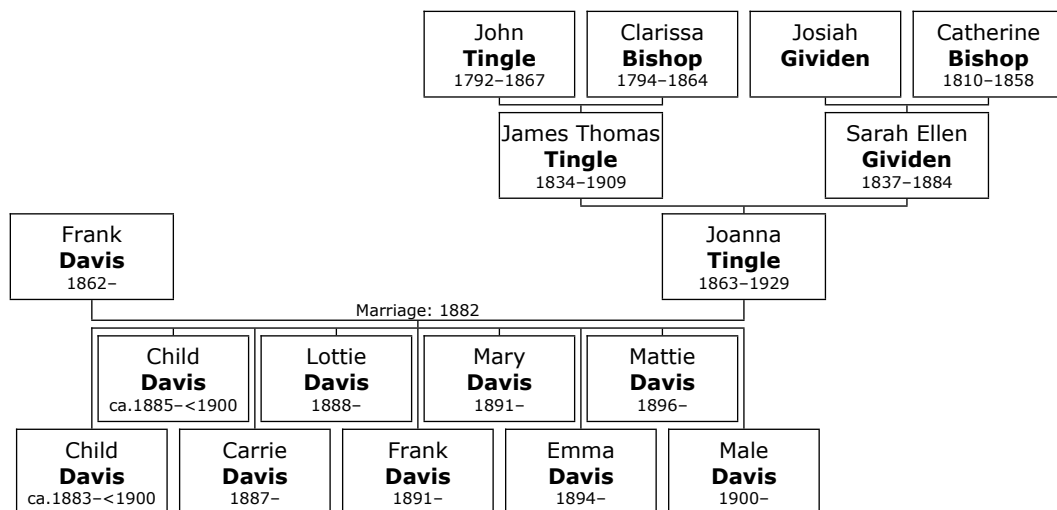 John
Tingle
1792–1867
Clarissa
Bishop
1794–1864
Josiah
Gividen
Catherine
Bishop
1810–1858
James Thomas
Tingle
1834–1909
Sarah Ellen
Gividen
1837–1884
Frank
Davis
1862–
Joanna
Tingle
1863–1929
Marriage: 1882
Child
Davis
ca.1885–<1900
Lottie
Davis
1888–
Mary
Davis
1891–
Mattie
Davis
1896–
Child
Davis
ca.1883–<1900
Carrie
Davis
1887–
Frank
Davis
1891–
Emma
Davis
1894–
Male
Davis
1900–